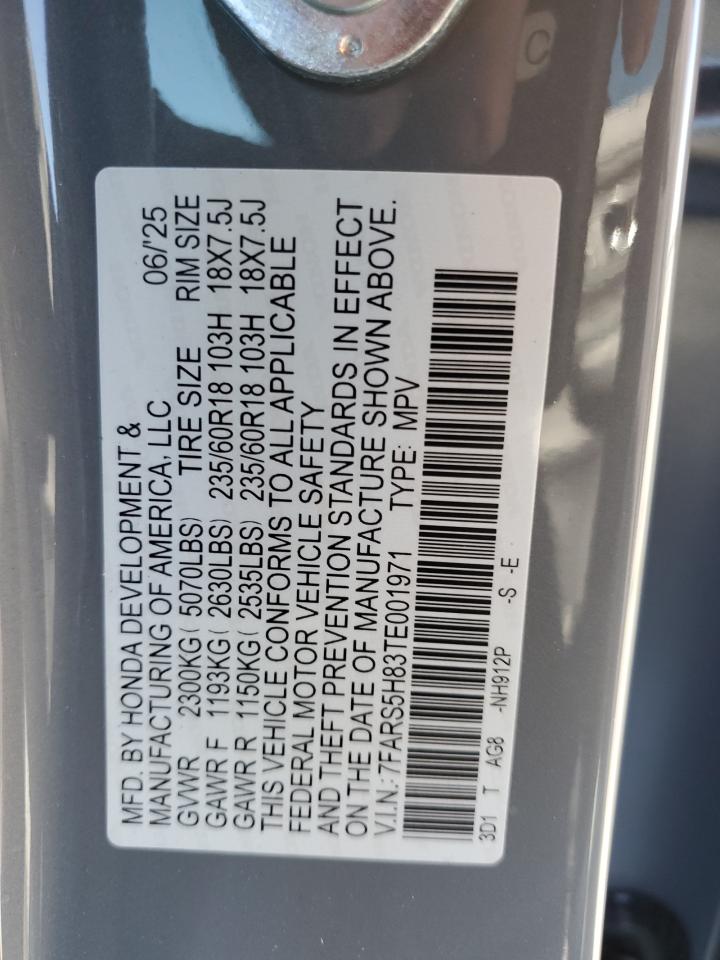 MFD. BY HONDA DEVELOPMENT &
MANUFACTURING OF AMERICA, LLC 06/'25
GVWR 2300KG( 5070LBS) TIRE SIZE RIM SIZE
GAWR F 1193KG( 2630LBS) 235/60R18 103H 18X7.5J
GAWR R 1150KG( 2535LBS) 235/60R18 103H 18X7.5J
THIS VEHICLE CONFORMS TO ALL APPLICABLE
FEDERAL MOTOR VEHICLE SAFETY
AND THEFT PREVENTION STANDARDS IN EFFECT
ON THE DATE OF MANUFACTURE SHOWN ABOVE.
V.I.N.: 7FARS5H83TE001971 TYPE: MPV
3D1 T AG8 -NH912P -S -E
C